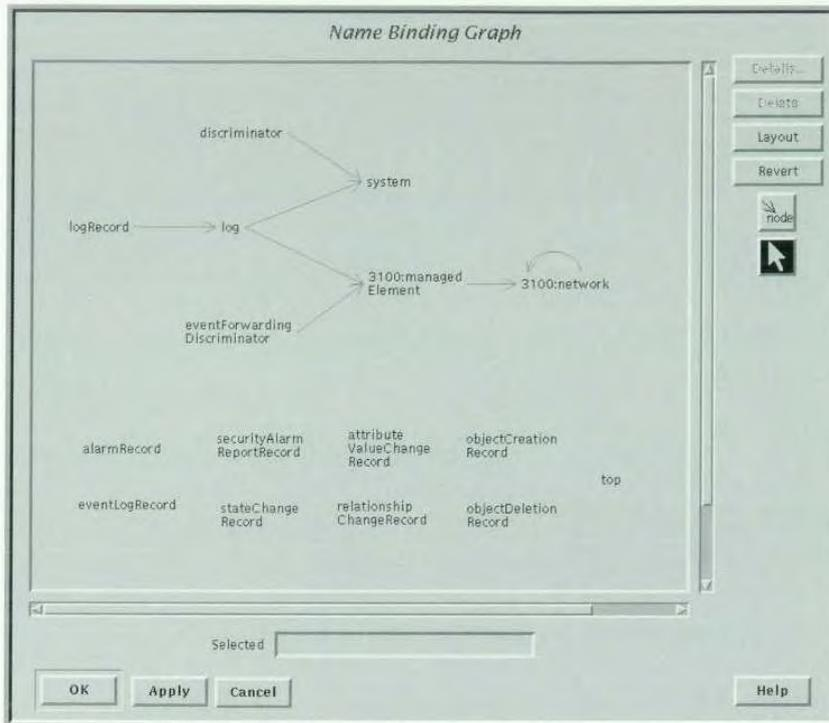 Name Binding Graph
Details...
Delete
Layout
Revert
node
discriminator
system
logRecord
log
3100:managed
Element
3100:network
eventForwarding
Discriminator
alarmRecord
securityAlarm
ReportRecord
attribute
ValueChange
Record
objectCreation
Record
top
eventLogRecord
stateChange
Record
relationship
ChangeRecord
objectDeletion
Record
Selected
OK
Apply
Cancel
Help